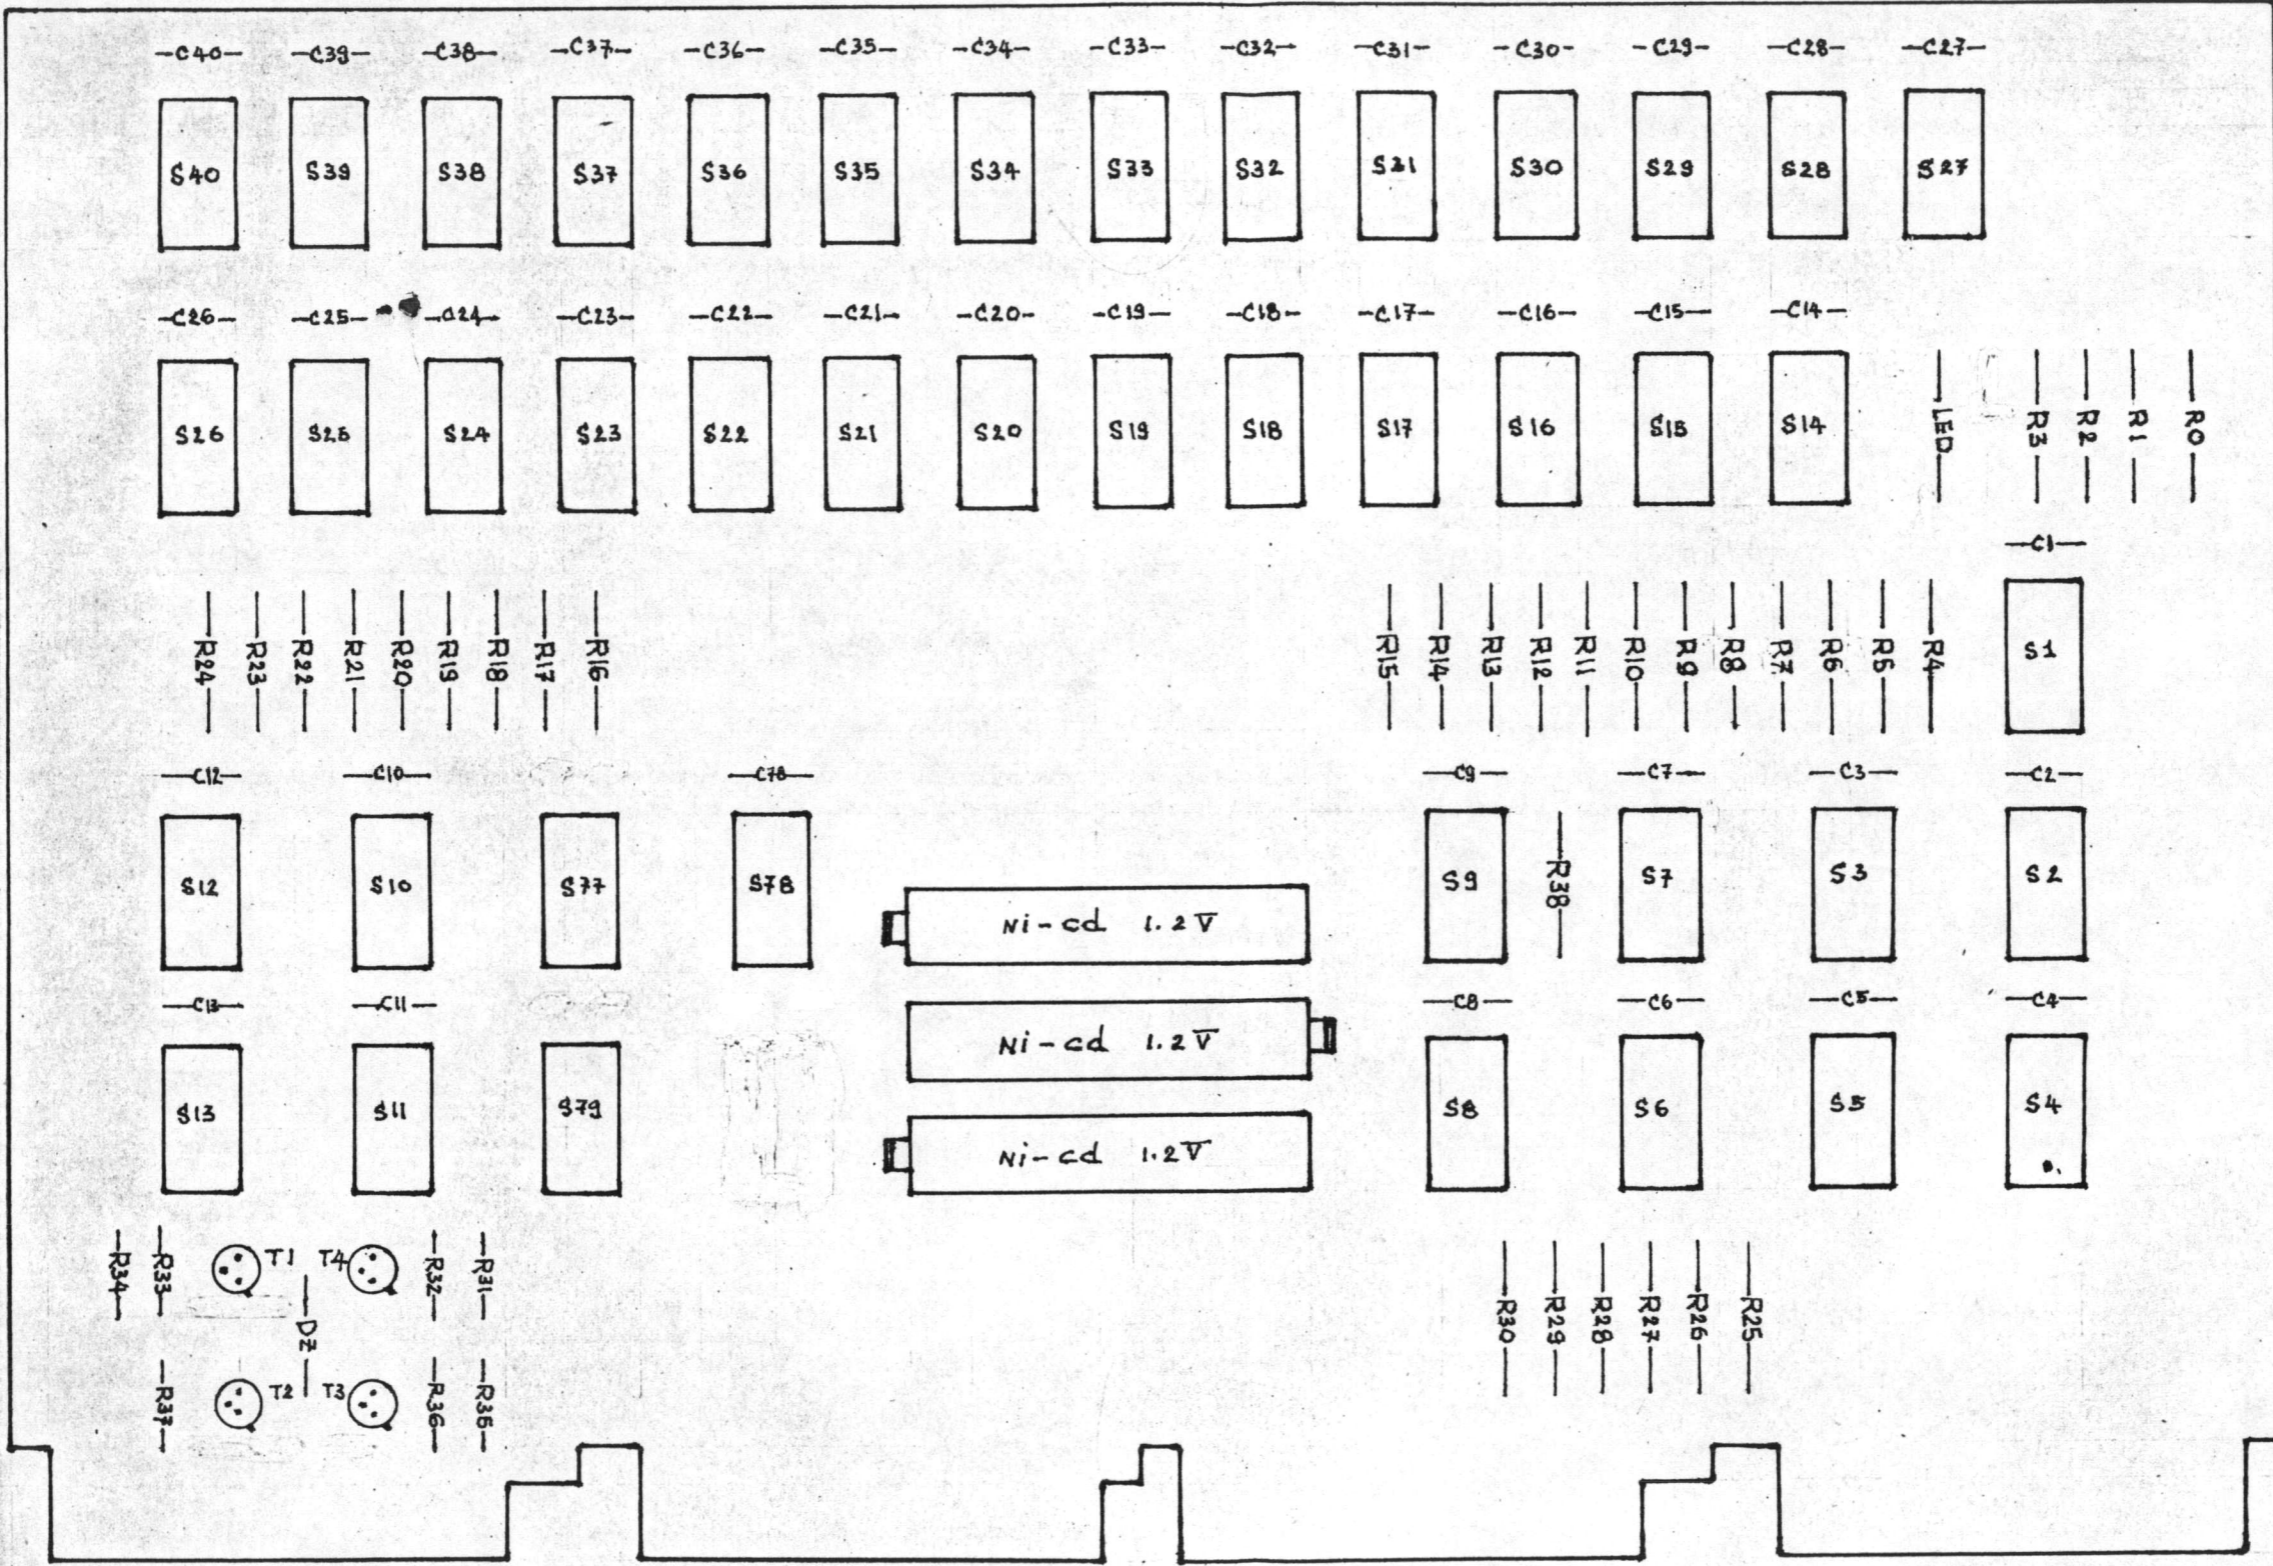 C40 C39 C38 C37 C36 C35 C34 C33 C32 C31 C30 C29 C28 C27
S40 S39 S38 S37 S36 S35 S34 S33 S32 S31 S30 S29 S28 S27
C26 C25 C24 C23 C22 C21 C20 C19 C18 C17 C16 C15 C14
S26 S25 S24 S23 S22 S21 S20 S19 S18 S17 S16 S15 S14 LED R3 R2 R1 R0
C1
R24 R23 R22 R21 R20 R19 R18 R17 R16 R15 R14 R13 R12 R11 R10 R9 R8 R7 R6 R5 R4 S1
C12 C10 C78 C9 C7 C3 C2
S12 S10 S77 S78 S9 R38 S7 S3 S2
Ni-cd 1.2V
C13 C11 C8 C6 C5 C4
Ni-cd 1.2V
S13 S11 S79 S8 S6 S5 S4
Ni-cd 1.2V
R34 R33 T1 T4 R32 R31
DZ R30 R29 R28 R27 R26 R25
R37 T2 T3 R36 R35